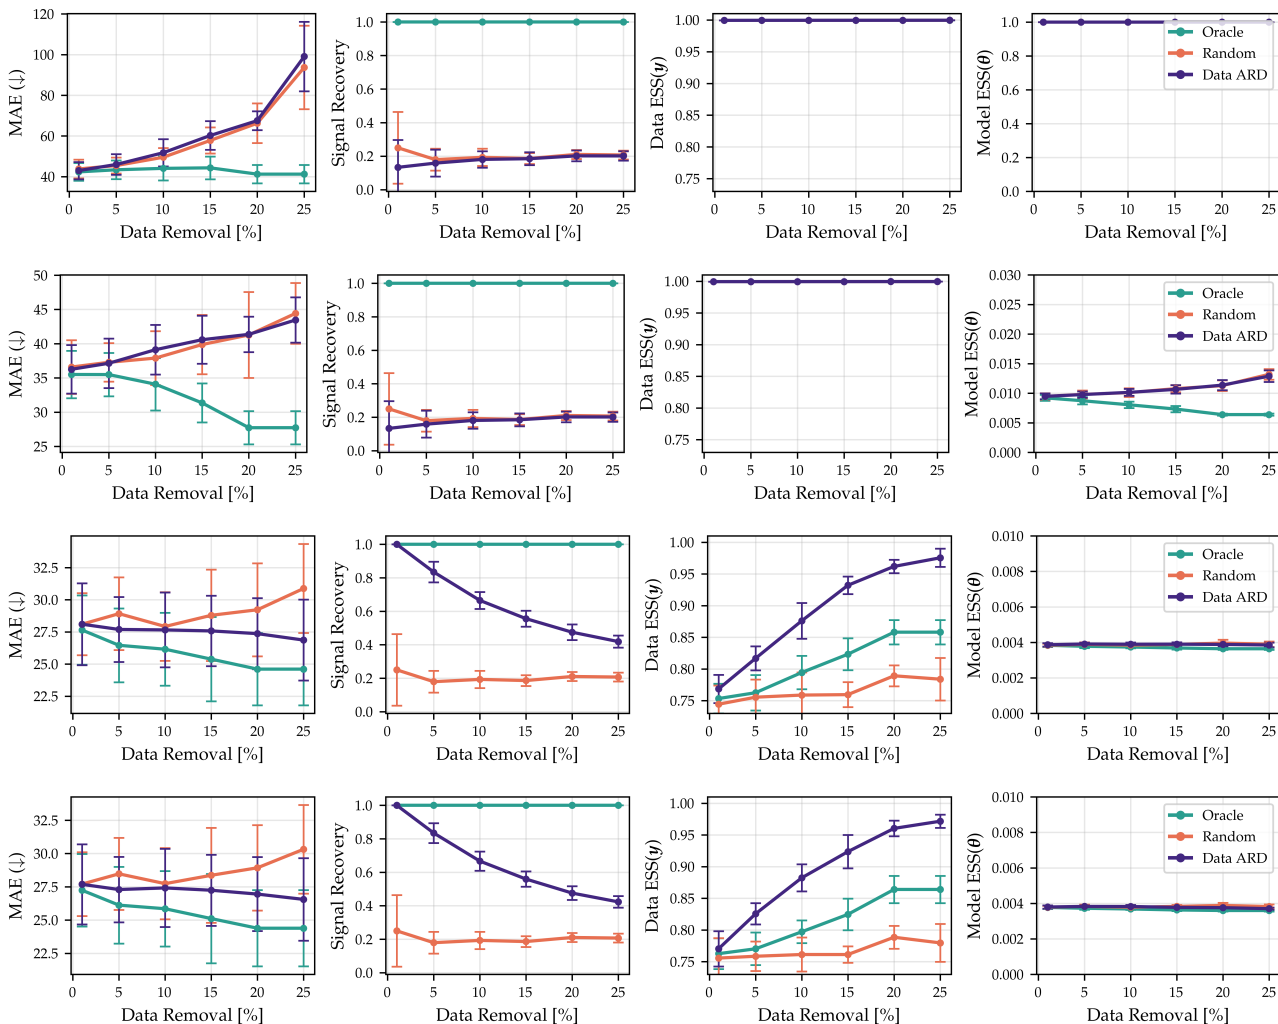 120
100
80
60
40
MAE (↓)
0 5 10 15 20 25
Data Removal [%]
1.0
0.8
0.6
0.4
0.2
0.0
Signal Recovery
0 5 10 15 20 25
Data Removal [%]
1.00
0.95
0.90
0.85
0.80
0.75
Data ESS(y)
0 5 10 15 20 25
Data Removal [%]
1.0
0.8
0.6
0.4
0.2
0.0
Model ESS(θ)
Oracle
Random
Data ARD
0 5 10 15 20 25
Data Removal [%]
50
45
40
35
30
25
MAE (↓)
0 5 10 15 20 25
Data Removal [%]
1.0
0.8
0.6
0.4
0.2
0.0
Signal Recovery
0 5 10 15 20 25
Data Removal [%]
1.00
0.95
0.90
0.85
0.80
0.75
Data ESS(y)
0 5 10 15 20 25
Data Removal [%]
0.030
0.025
0.020
0.015
0.010
0.005
0.000
Model ESS(θ)
Oracle
Random
Data ARD
0 5 10 15 20 25
Data Removal [%]
32.5
30.0
27.5
25.0
22.5
MAE (↓)
0 5 10 15 20 25
Data Removal [%]
1.0
0.8
0.6
0.4
0.2
0.0
Signal Recovery
0 5 10 15 20 25
Data Removal [%]
1.00
0.95
0.90
0.85
0.80
0.75
Data ESS(y)
0 5 10 15 20 25
Data Removal [%]
0.010
0.008
0.006
0.004
0.002
0.000
Model ESS(θ)
Oracle
Random
Data ARD
0 5 10 15 20 25
Data Removal [%]
32.5
30.0
27.5
25.0
22.5
MAE (↓)
0 5 10 15 20 25
Data Removal [%]
1.0
0.8
0.6
0.4
0.2
0.0
Signal Recovery
0 5 10 15 20 25
Data Removal [%]
1.00
0.95
0.90
0.85
0.80
0.75
Data ESS(y)
0 5 10 15 20 25
Data Removal [%]
0.010
0.008
0.006
0.004
0.002
0.000
Model ESS(θ)
Oracle
Random
Data ARD
0 5 10 15 20 25
Data Removal [%]